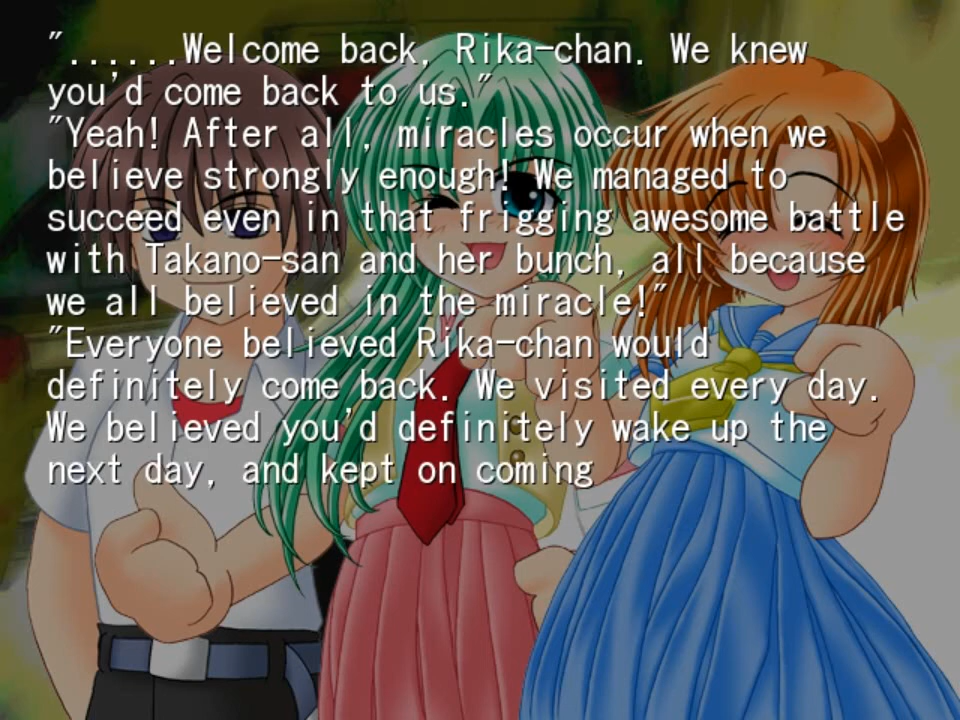 "......Welcome back, Rika-chan. We knew
you'd come back to us."
"Yeah! After all, miracles occur when we
believe strongly enough! We managed to
succeed even in that frigging awesome battle
with Takano-san and her bunch, all because
we all believed in the miracle!"
"Everyone believed Rika-chan would
definitely come back. We visited every day.
We believed you'd definitely wake up the
next day, and kept on coming